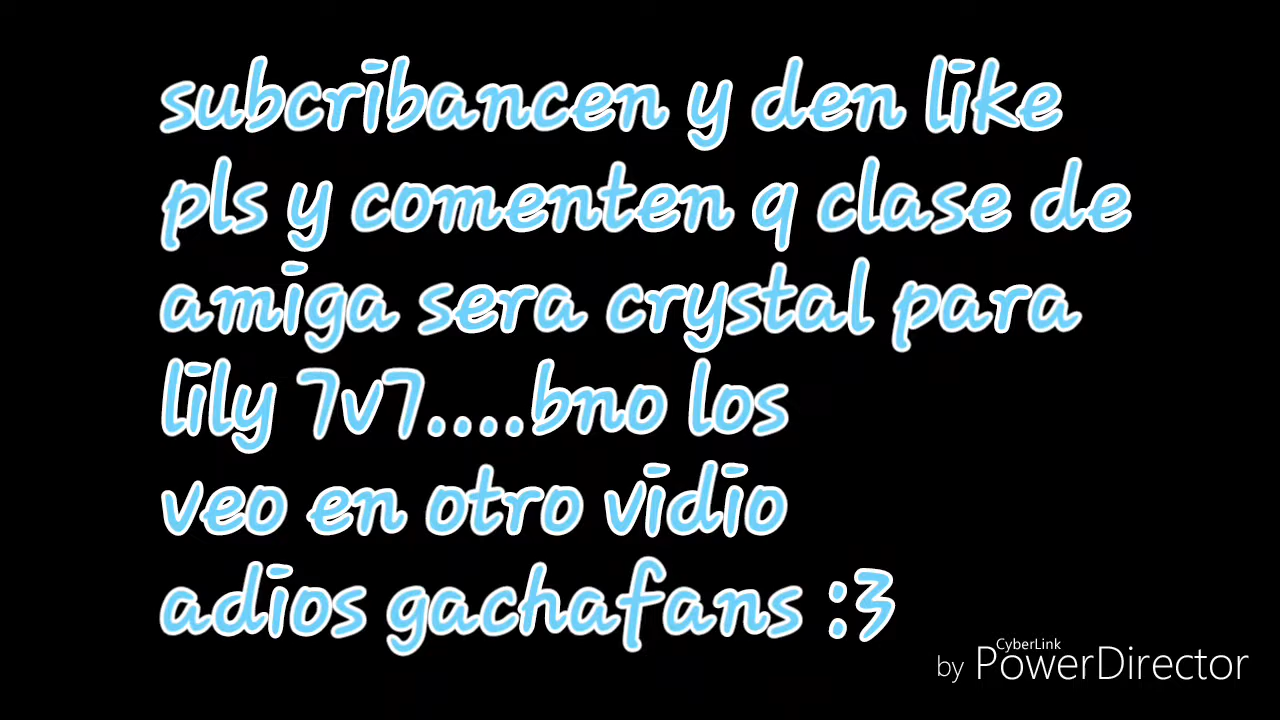 subcribancen y den like
pls y comenten q clase de
amiga sera crystal para
lily 7v7....bno los
veo en otro vidio
adios gachafans :3
by CyberLink PowerDirector